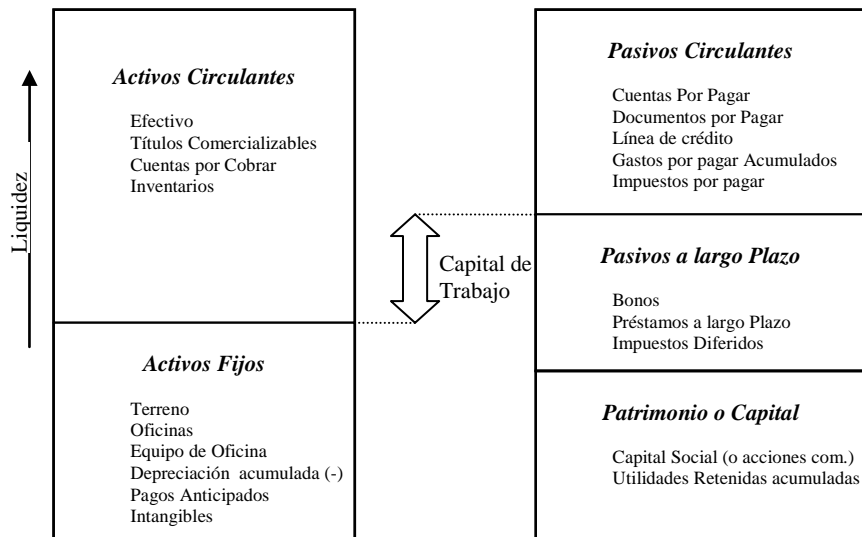 Liquidez
Activos Circulantes
Efectivo
Títulos Comercializables
Cuentas por Cobrar
Inventarios
Activos Fijos
Terreno
Oficinas
Equipo de Oficina
Depreciación acumulada (-)
Pagos Anticipados
Intangibles
Capital de
Trabajo
Pasivos Circulantes
Cuentas Por Pagar
Documentos por Pagar
Línea de crédito
Gastos por pagar Acumulados
Impuestos por pagar
Pasivos a largo Plazo
Bonos
Préstamos a largo Plazo
Impuestos Diferidos
Patrimonio o Capital
Capital Social (o acciones com.)
Utilidades Retenidas acumuladas